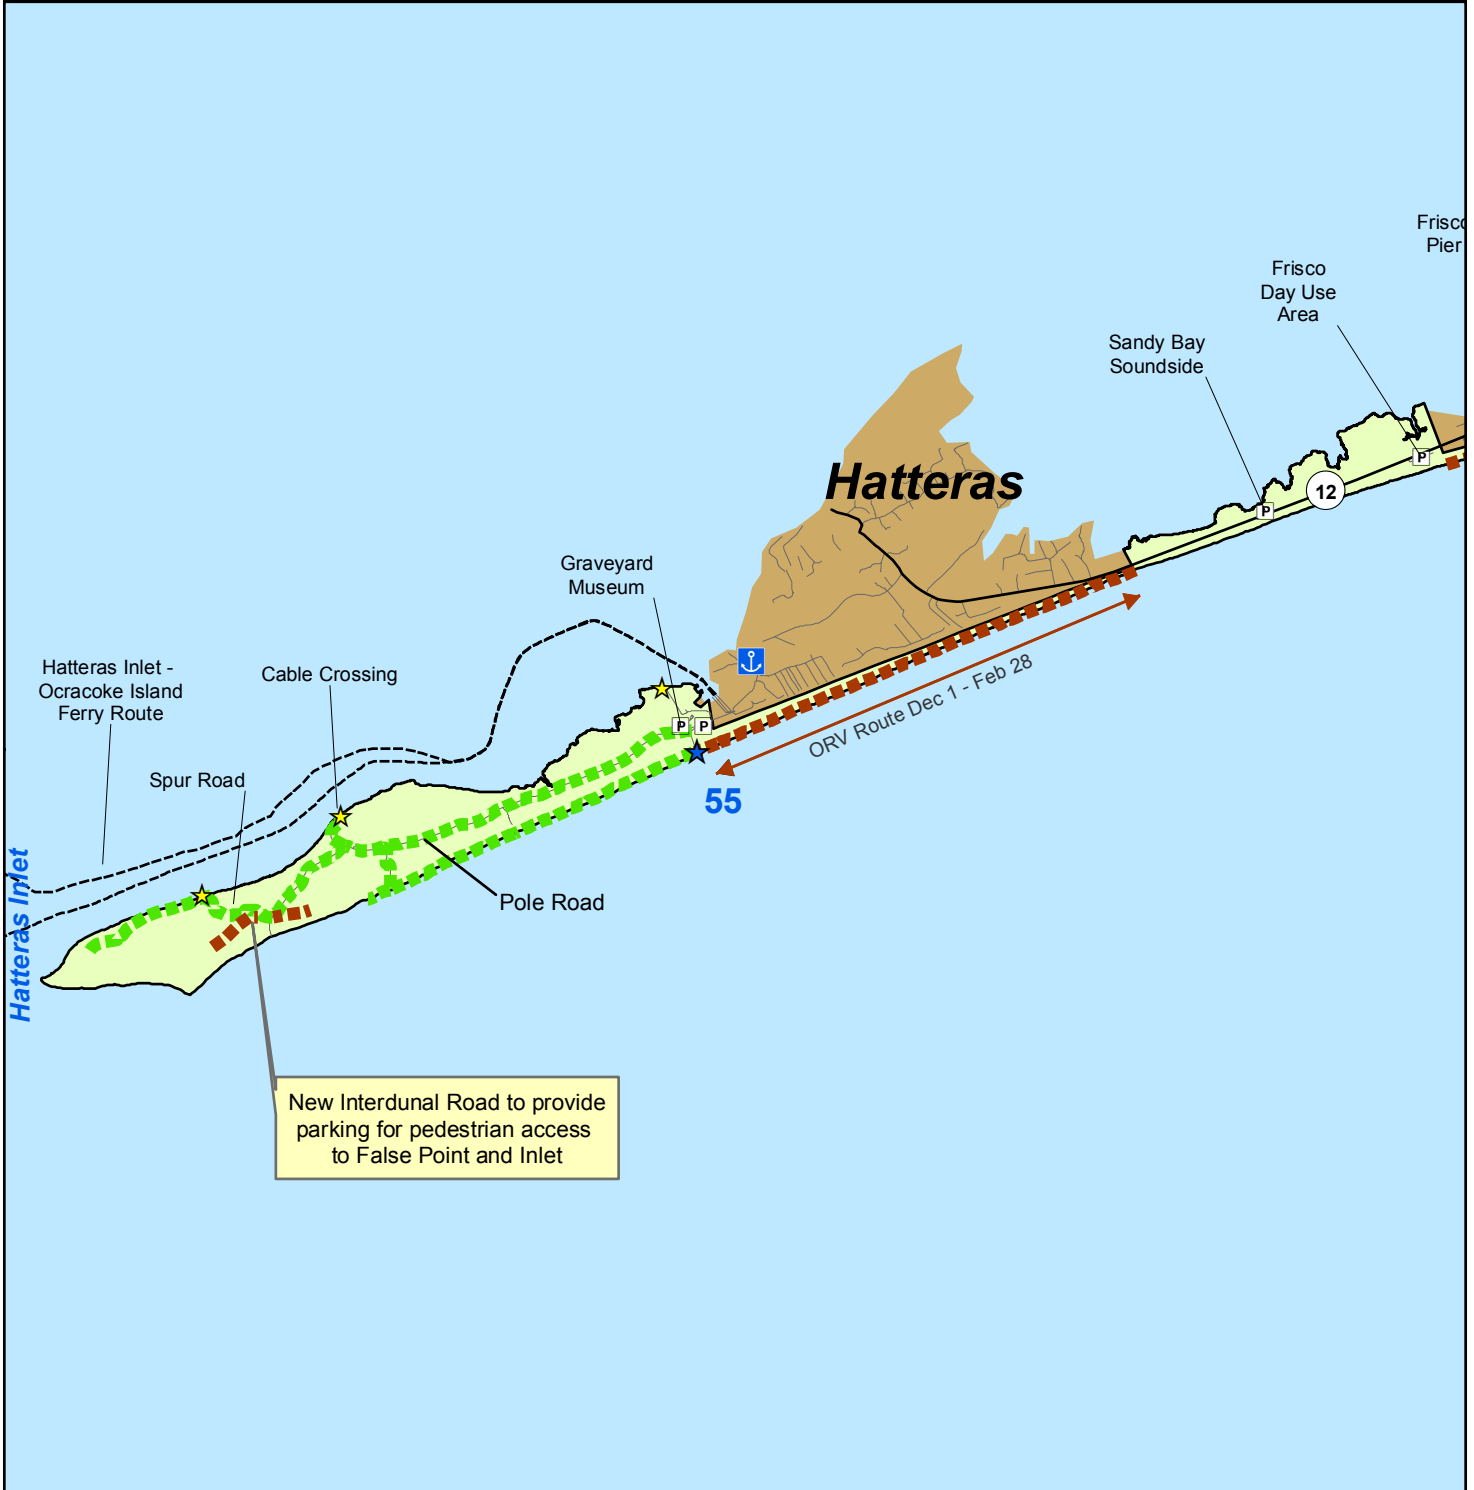 Frisco
Pier
Frisco
Day Use
Area
Sandy Bay
Soundside
Hatteras
12
P
P
Graveyard
Museum
P
P
ORV Route Dec 1 - Feb 28
55
Hatteras Inlet -
Ocracoke Island
Ferry Route
Cable Crossing
Spur Road
Pole Road
Hatteras Inlet
New Interdunal Road to provide
parking for pedestrian access
to False Point and Inlet